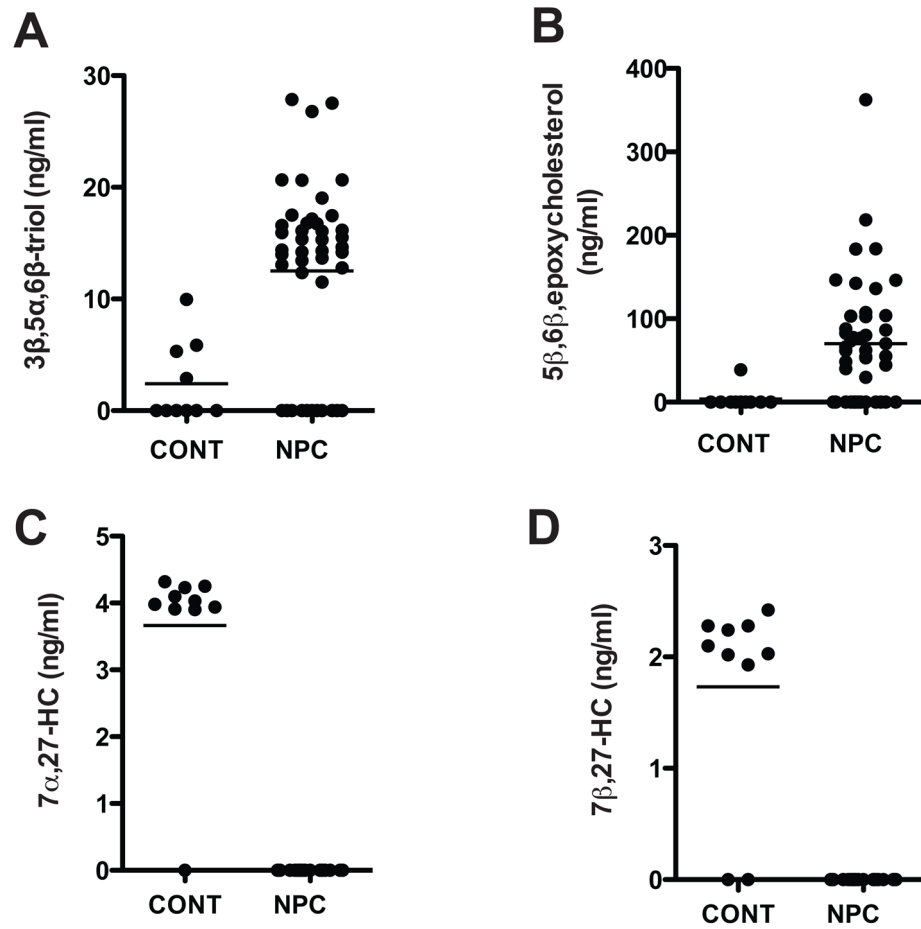 A
3β,5α,6β-triol (ng/ml)
30
20
10
0
CONT NPC
B
5β,6β,epoxycholesterol
(ng/ml)
400
300
200
100
0
CONT NPC
C
7α,27-HC (ng/ml)
5
4
3
2
1
0
CONT NPC
D
7β,27-HC (ng/ml)
3
2
1
0
CONT NPC